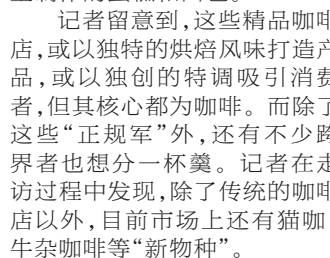 记者留意到,这些精品咖啡
店,或以独特的烘焙风味打造产
品,或以独创的特调吸引消费
者,但其核心都为咖啡。而除了
这些“正规军”外,还有不少跨
界者也想分一杯羹。记者在走
访过程中发现,除了传统的咖啡
店以外,目前市场上还有猫咖
牛杂咖啡等“新物种”。